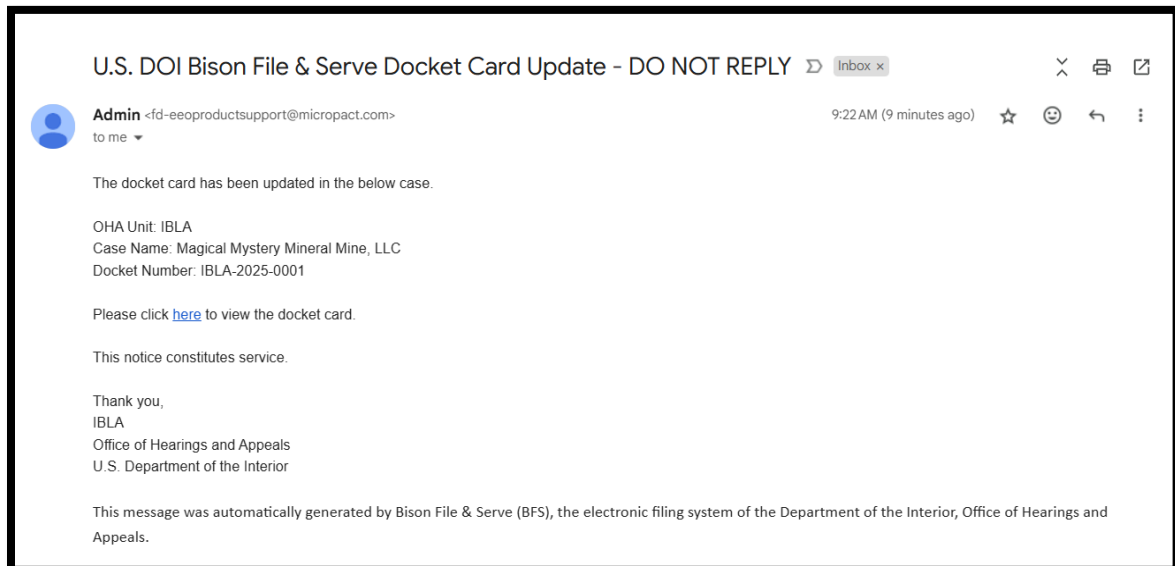 U.S. DOI Bison File & Serve Docket Card Update - DO NOT REPLY Inbox ×
Admin <fd-eeoproductsupport@micropact.com> 9:22 AM (9 minutes ago)
to me
The docket card has been updated in the below case.
OHA Unit: IBLA
Case Name: Magical Mystery Mineral Mine, LLC
Docket Number: IBLA-2025-0001
Please click here to view the docket card.
This notice constitutes service.
Thank you,
IBLA
Office of Hearings and Appeals
U.S. Department of the Interior
This message was automatically generated by Bison File & Serve (BFS), the electronic filing system of the Department of the Interior, Office of Hearings and
Appeals.